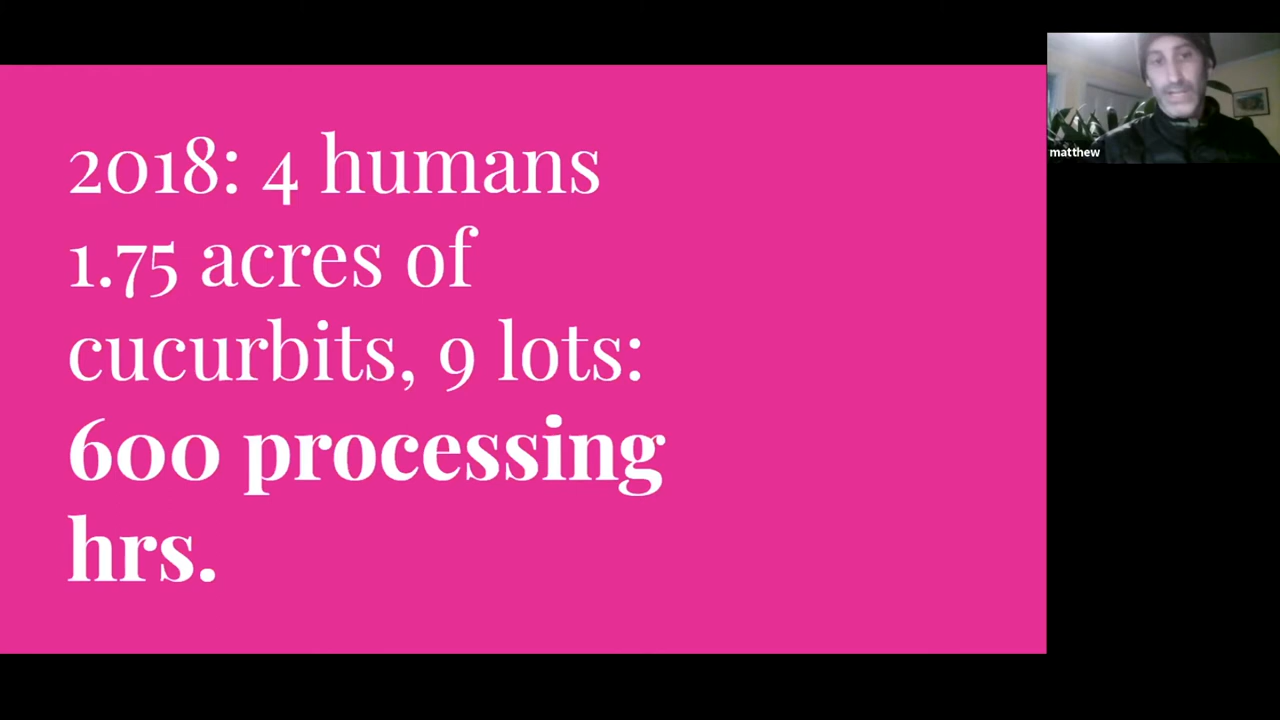 2018: 4 humans
1.75 acres of
cucurbits, 9 lots:
600 processing
hrs.
matthew